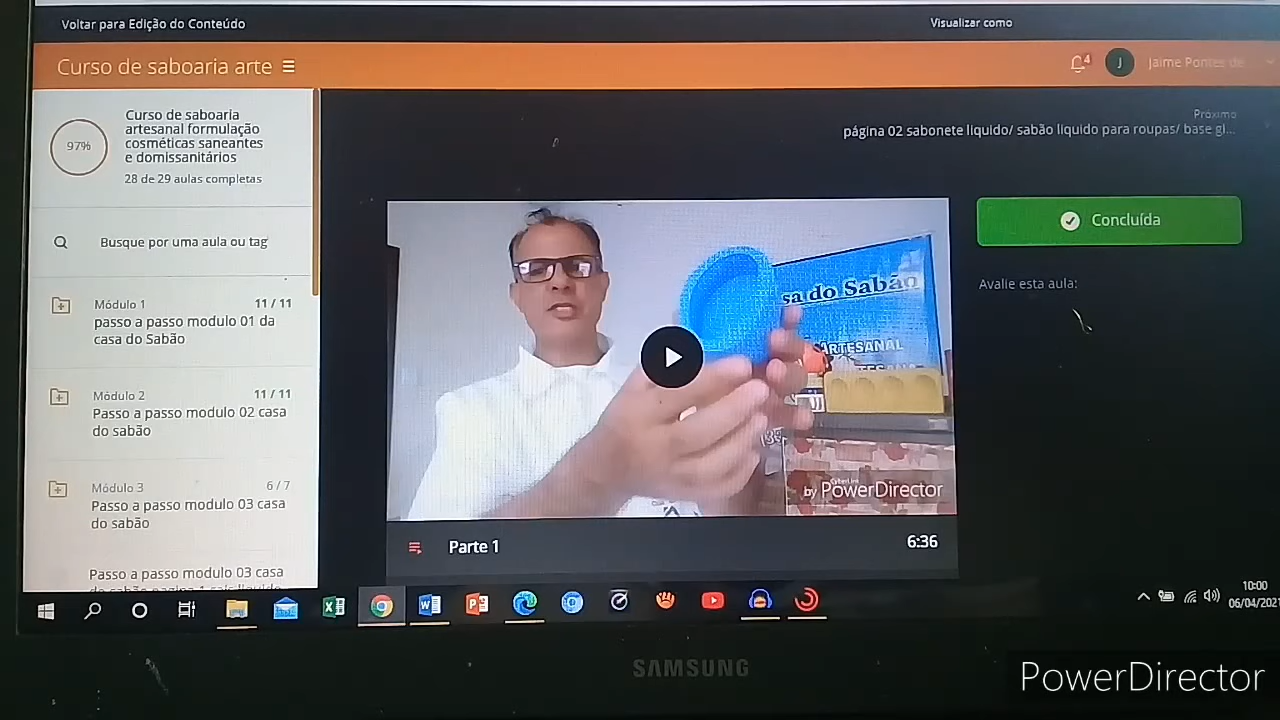 Voltar para Edição do Conteúdo
Visualizar como
Curso de saboaria arte
4
J
Jaime Pontes de
97%
Curso de saboaria
artesanal formulação
cosméticas saneantes
e domissanitários
28 de 29 aulas completas
Próximo
página 02 sabonete liquido/ sabão liquido para roupas/ base gl...
Busque por uma aula ou tag
Concluída
Avalie esta aula:
Módulo 1
11 / 11
passo a passo modulo 01 da
casa do Sabão
Módulo 2
11 / 11
Passo a passo modulo 02 casa
do sabão
Módulo 3
6 / 7
Passo a passo modulo 03 casa
do sabão
Passo a passo modulo 03 casa
sa do Sabão
ARTESANAL
by PowerDirector
Parte 1
6:36
10:00
06/04/2021
SAMSUNG
PowerDirector